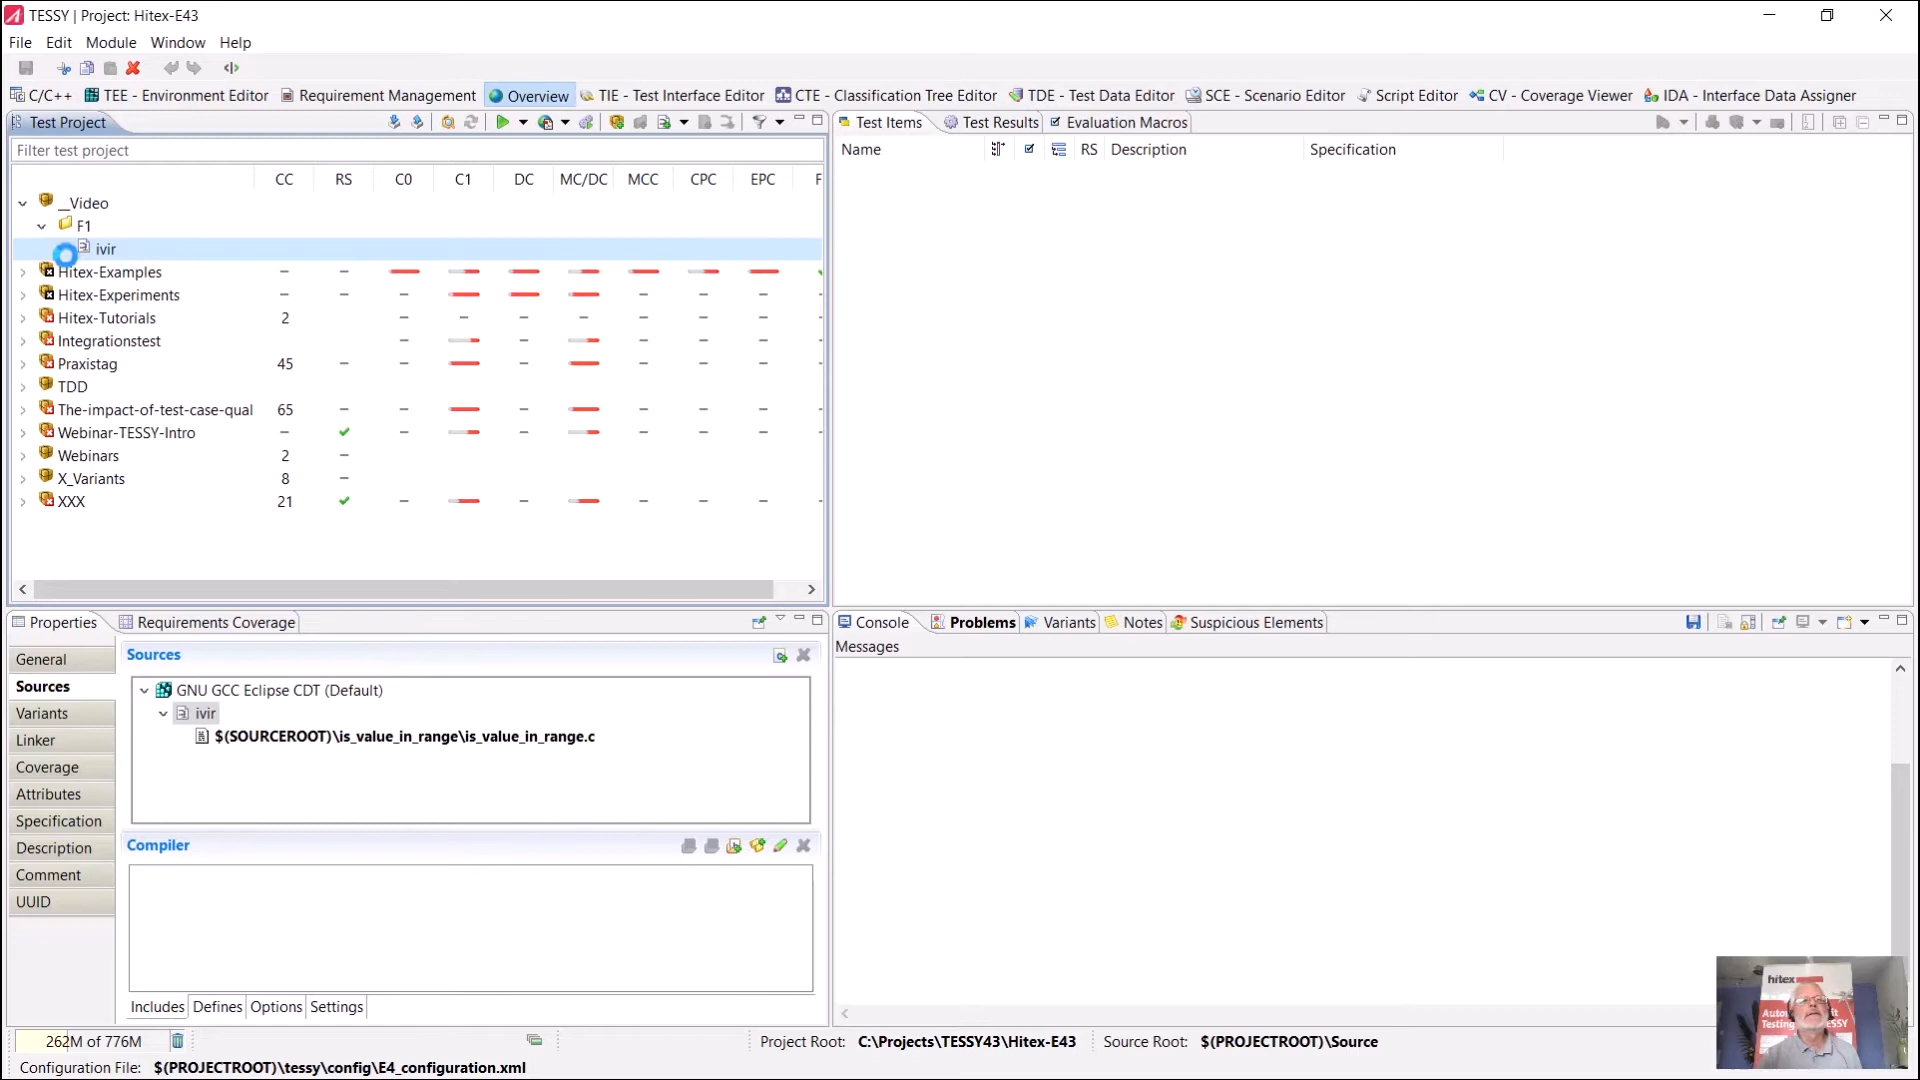 TESSY | Project: Hitex-E43
File Edit Module Window Help
C/C++ TEE - Environment Editor Requirement Management Overview TIE - Test Interface Editor CTE - Classification Tree Editor TDE - Test Data Editor SCE - Scenario Editor Script Editor CV - Coverage Viewer IDA - Interface Data Assigner
Test Project
Filter test project
CC RS C0 C1 DC MC/DC MCC CPC EPC F
__Video
F1
ivir
Hitex-Examples – –
Hitex-Experiments – – – – – – –
Hitex-Tutorials 2 – – – – – – –
Integrationstest – – – – –
Praxistag 45 – – – – – –
TDD
The-impact-of-test-case-qual 65 – – – – – –
Webinar-TESSY-Intro – – – – – –
Webinars 2 –
X_Variants 8 –
XXX 21 – – – – –
Test Items Test Results Evaluation Macros
Name RS Description Specification
Properties Requirements Coverage
General
Sources
Variants
Linker
Coverage
Attributes
Specification
Description
Comment
UUID
Sources
GNU GCC Eclipse CDT (Default)
ivir
$(SOURCEROOT)\is_value_in_range\is_value_in_range.c
Compiler
Includes Defines Options Settings
Console Problems Variants Notes Suspicious Elements
Messages
hitex
262M of 776M Project Root: C:\Projects\TESSY43\Hitex-E43 Source Root: $(PROJECTROOT)\Source
Configuration File: $(PROJECTROOT)\tessy\config\E4_configuration.xml